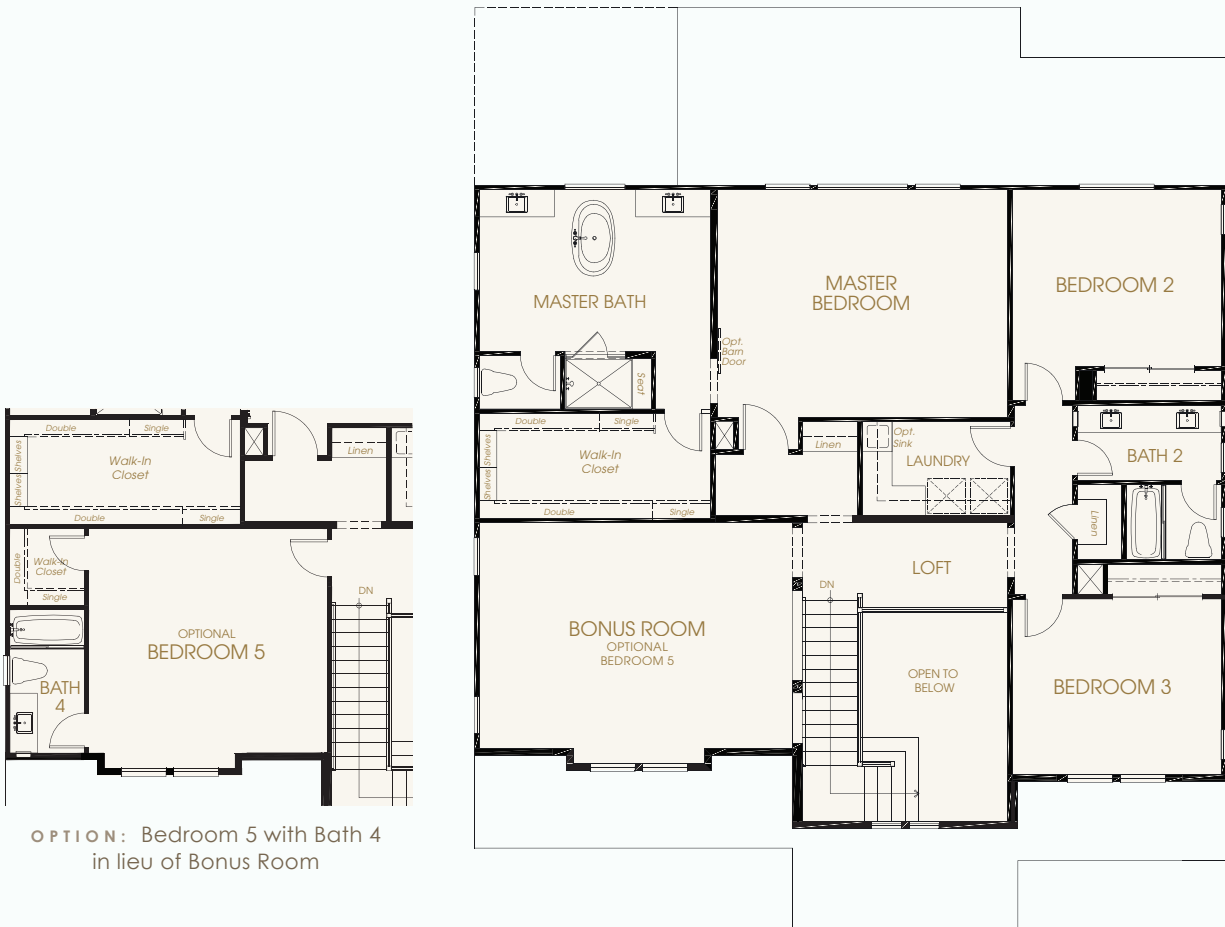 MASTER BATH
MASTER
BEDROOM
BEDROOM 2
Opt.
Barn
Door
Seat
Double
Single
Shelves
Shelves
Walk-In
Closet
Double
Single
Linen
Opt.
Sink
LAUNDRY
BATH 2
Linen
LOFT
DN
BONUS ROOM
OPTIONAL
BEDROOM 5
OPEN TO
BELOW
BEDROOM 3
Double
Single
Shelves
Shelves
Walk-In
Closet
Double
Single
Linen
Double
Walk-In
Closet
Single
DN
OPTIONAL
BEDROOM 5
BATH
4
OPTION: Bedroom 5 with Bath 4
in lieu of Bonus Room